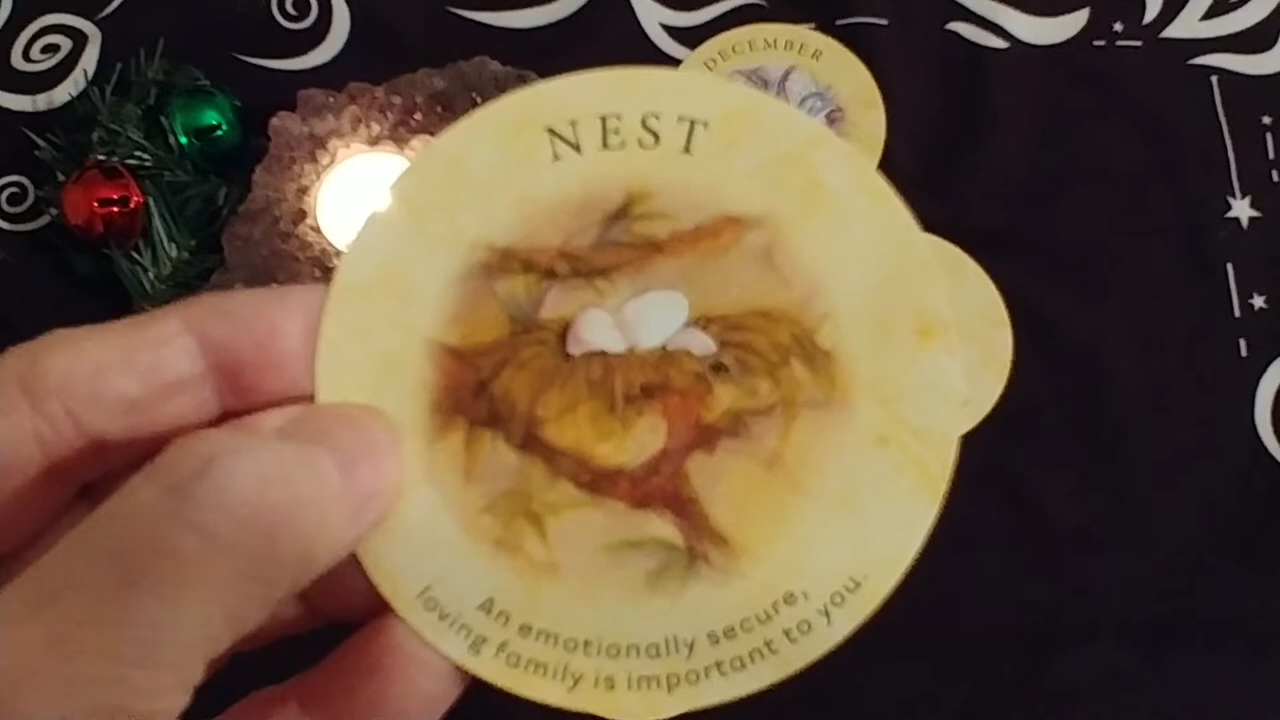 DECEMBER
NEST
An emotionally secure,
loving family is important to you.